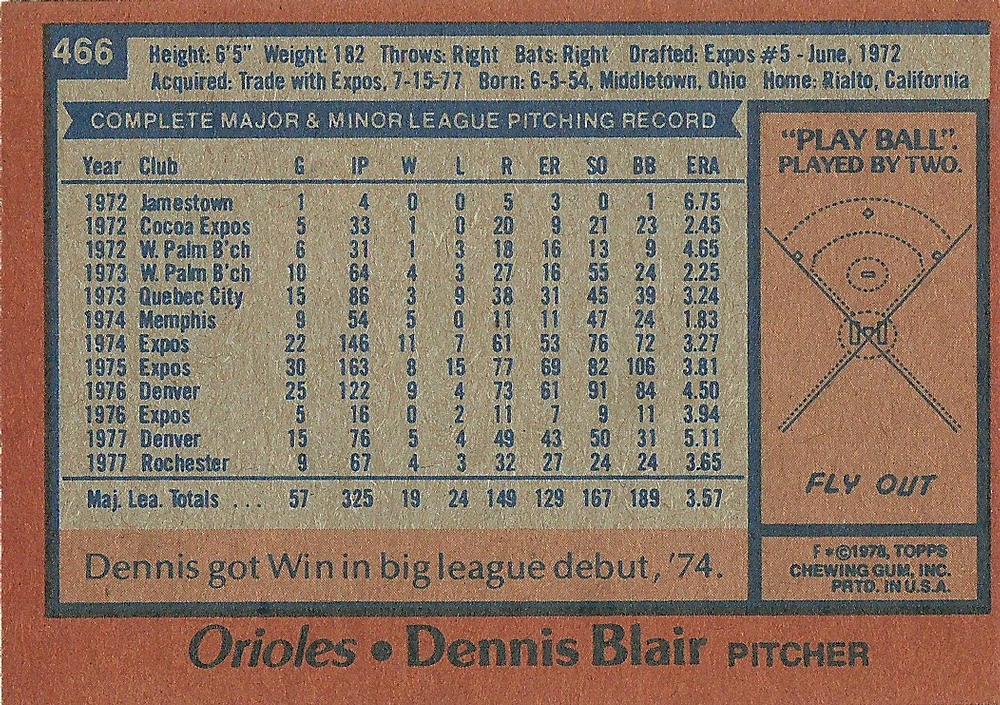 466
Height: 6'5" Weight: 182 Throws: Right Bats: Right Drafted: Expos #5 - June, 1972
Acquired: Trade with Expos, 7-15-77 Born: 6-5-54, Middletown, Ohio Home: Rialto, California
COMPLETE MAJOR & MINOR LEAGUE PITCHING RECORD
Year Club G IP W L R ER SO BB ERA
1972 Jamestown 1 4 0 0 5 3 0 1 6.75
1972 Cocoa Expos 5 33 1 0 20 9 21 23 2.45
1972 W. Palm B'ch 6 31 1 3 18 16 13 9 4.65
1973 W. Palm B'ch 10 64 4 3 27 16 55 24 2.25
1973 Quebec City 15 86 3 9 38 31 45 39 3.24
1974 Memphis 9 54 5 0 11 11 47 24 1.83
1974 Expos 22 146 11 7 61 53 76 72 3.27
1975 Expos 30 163 8 15 77 69 82 106 3.81
1976 Denver 25 122 9 4 73 61 91 84 4.50
1976 Expos 5 16 0 2 11 7 9 11 3.94
1977 Denver 15 76 5 4 49 43 50 31 5.11
1977 Rochester 9 67 4 3 32 27 24 24 3.65
Maj. Lea. Totals . . . 57 325 19 24 149 129 167 189 3.57
Dennis got Win in big league debut, '74.
"PLAY BALL".
PLAYED BY TWO.
FLY OUT
F*©1978, TOPPS
CHEWING GUM, INC.
PRTD. IN U.S.A.
Orioles • Dennis Blair PITCHER